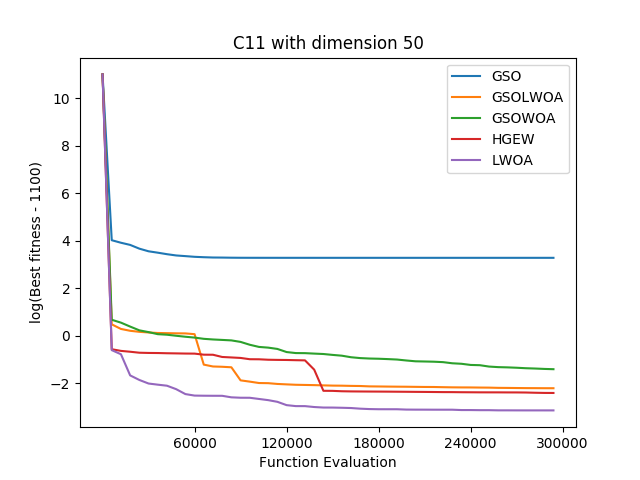 C11 with dimension 50
log(Best fitness - 1100)
10
8
6
4
2
0
−2
60000 120000 180000 240000 300000
Function Evaluation
GSO
GSOLWOA
GSOWOA
HGEW
LWOA